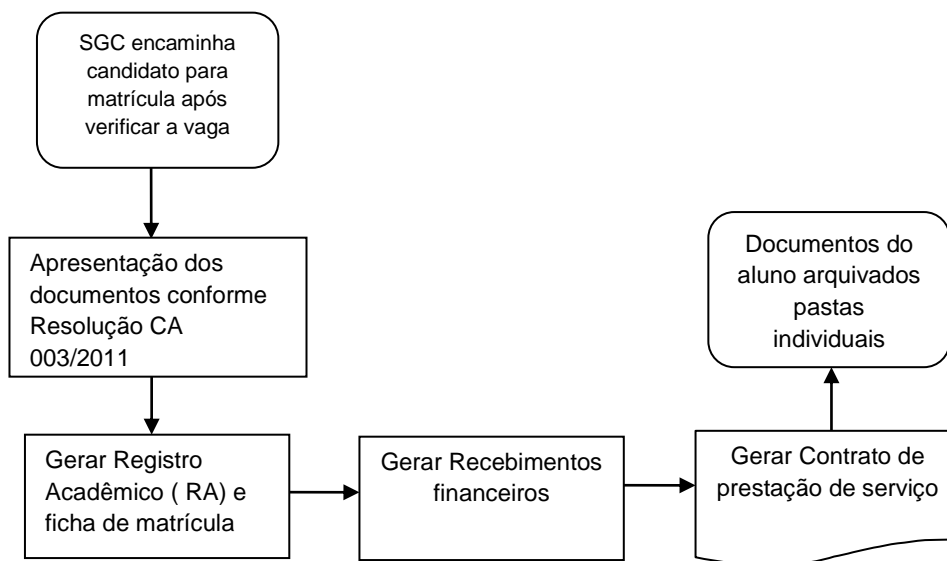 SGC encaminha
candidato para
matrícula após
verificar a vaga
Apresentação dos
documentos conforme
Resolução CA
003/2011
Gerar Registro
Acadêmico ( RA) e
ficha de matrícula
Gerar Recebimentos
financeiros
Gerar Contrato de
prestação de serviço
Documentos do
aluno arquivados
pastas
individuais